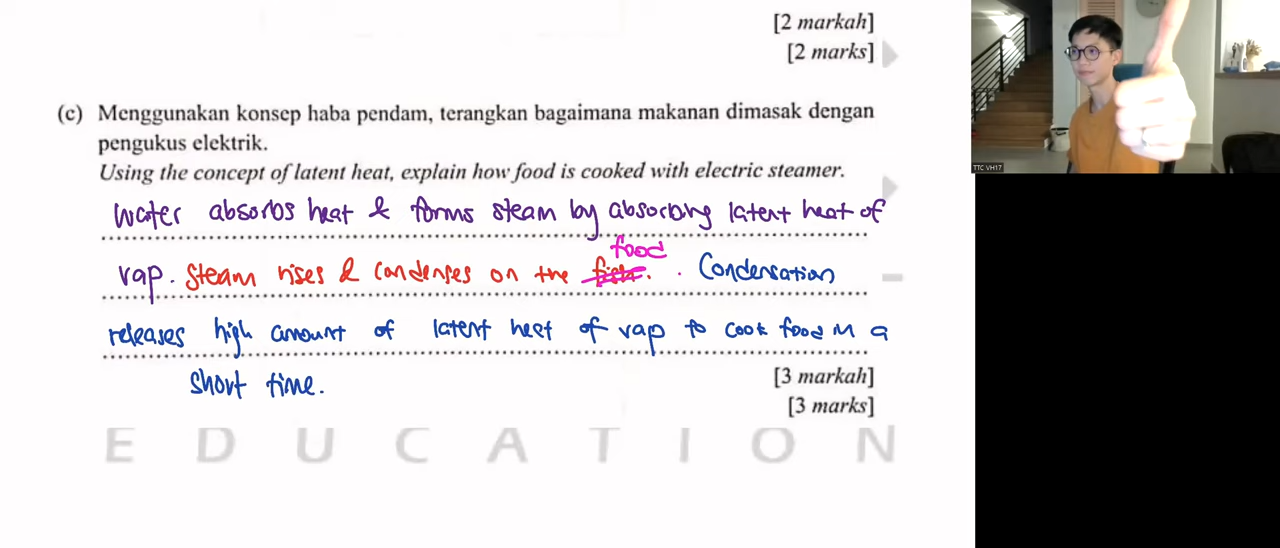 [2 markah]
[2 marks]
(c) Menggunakan konsep haba pendam, terangkan bagaimana makanan dimasak dengan
pengukus elektrik.
Using the concept of latent heat, explain how food is cooked with electric steamer.
Water absorbs heat & forms steam by absorbing latent heat of
food
vap. Steam rises & condenses on the fish. . Condensation
releases high amount of latent heat of vap to cook food in a
short time.
[3 markah]
[3 marks]
EDUCATION
TTC VH17